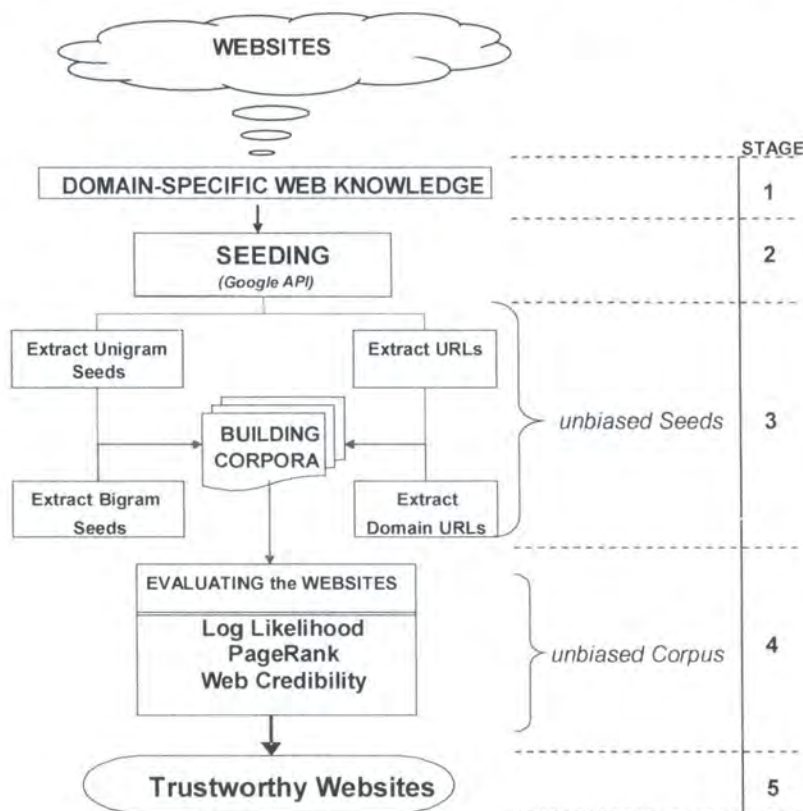 WEBSITES
STAGE
DOMAIN-SPECIFIC WEB KNOWLEDGE
1
SEEDING
(Google API)
2
Extract Unigram
Seeds
Extract URLs
BUILDING
CORPORA
unbiased Seeds
3
Extract Bigram
Seeds
Extract
Domain URLs
EVALUATING the WEBSITES
Log Likelihood
PageRank
Web Credibility
unbiased Corpus
4
Trustworthy Websites
5